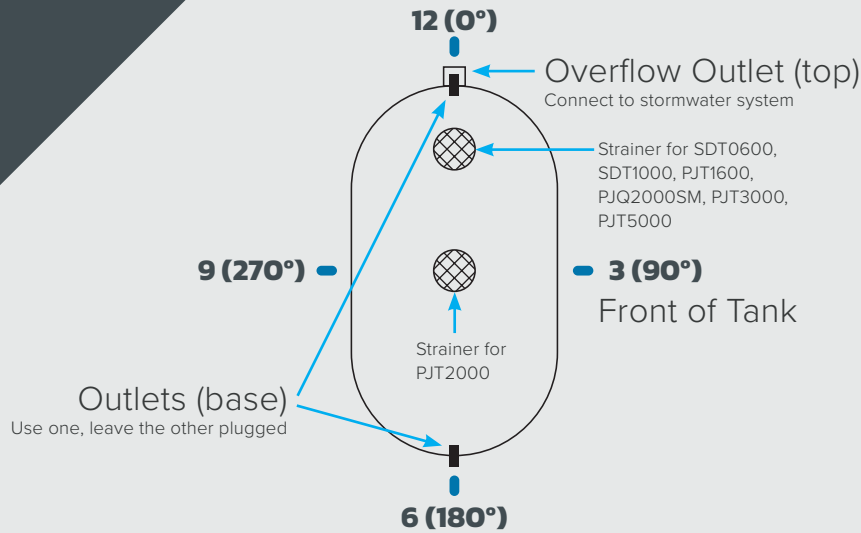 12 (0°)
Overflow Outlet (top)
Connect to stormwater system
Strainer for SDT0600,
SDT1000, PJT1600,
PJQ2000SM, PJT3000,
PJT5000
9 (270°)
3 (90°)
Front of Tank
Strainer for
PJT2000
Outlets (base)
Use one, leave the other plugged
6 (180°)